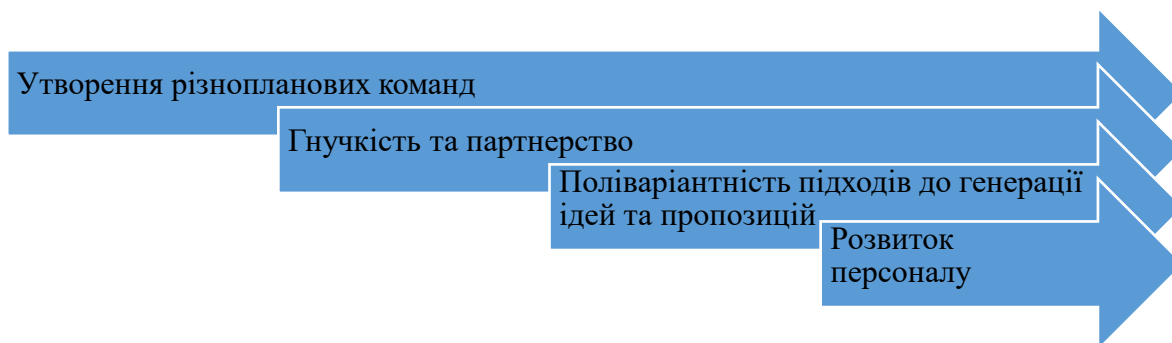 Утворення різнопланових команд
Гнучкість та партнерство
Поліваріантність підходів до генерації
ідей та пропозицій
Розвиток
персоналу